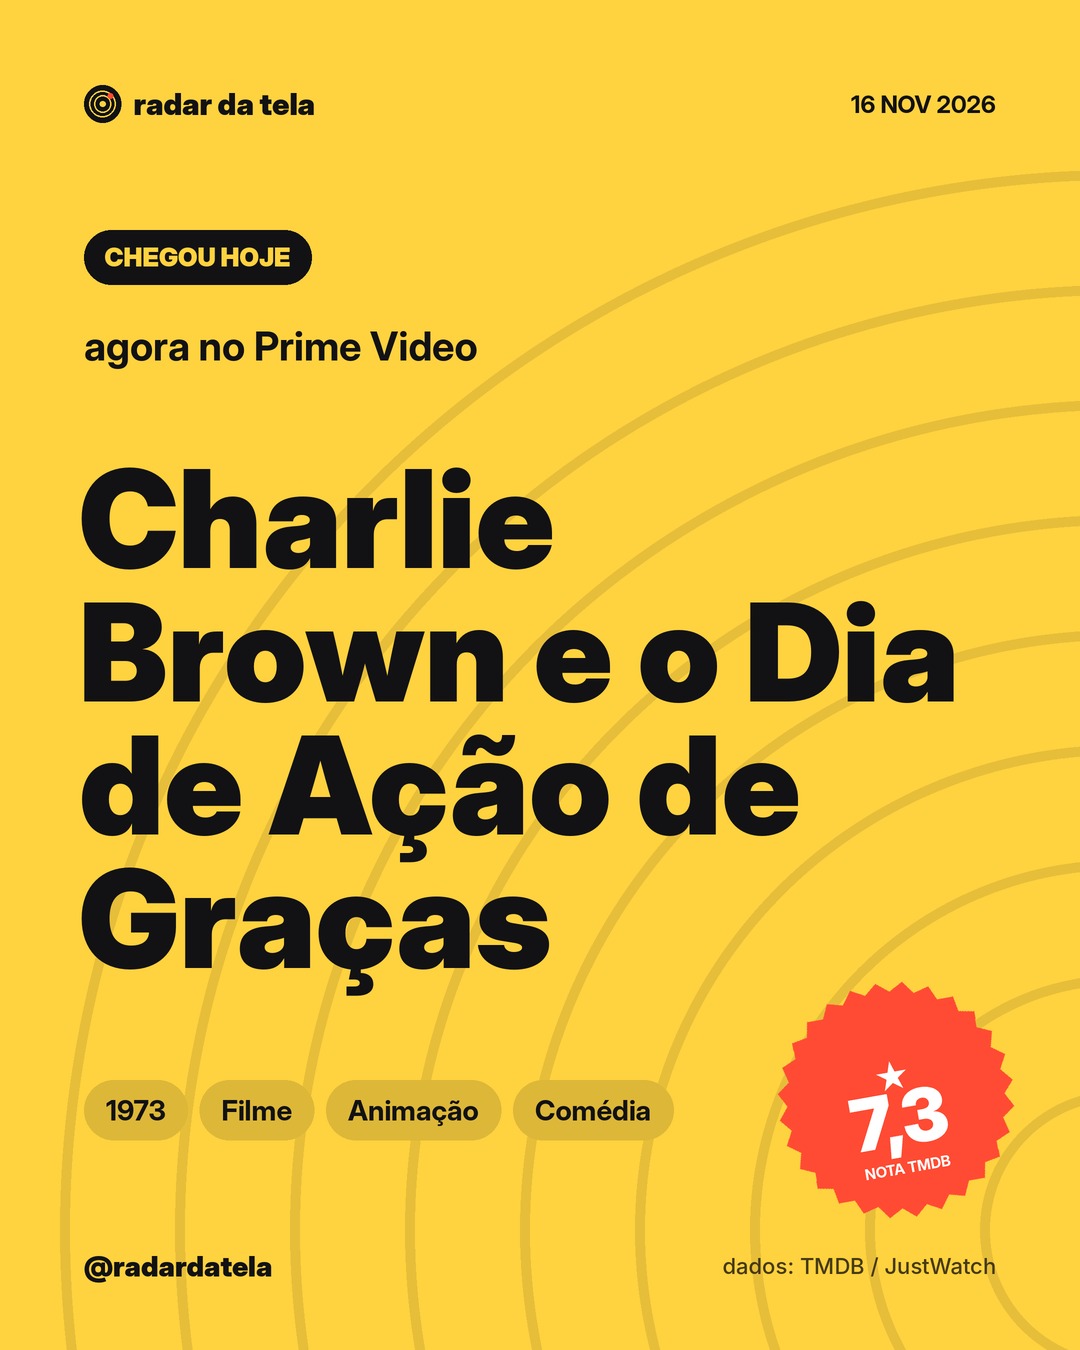 radar da tela
16 NOV 2026
CHEGOU HOJE
agora no Prime Video
Charlie
Brown e o Dia
de Ação de
Graças
1973
Filme
Animação
Comédia
7,3
NOTA TMDB
@radardatela
dados: TMDB / JustWatch